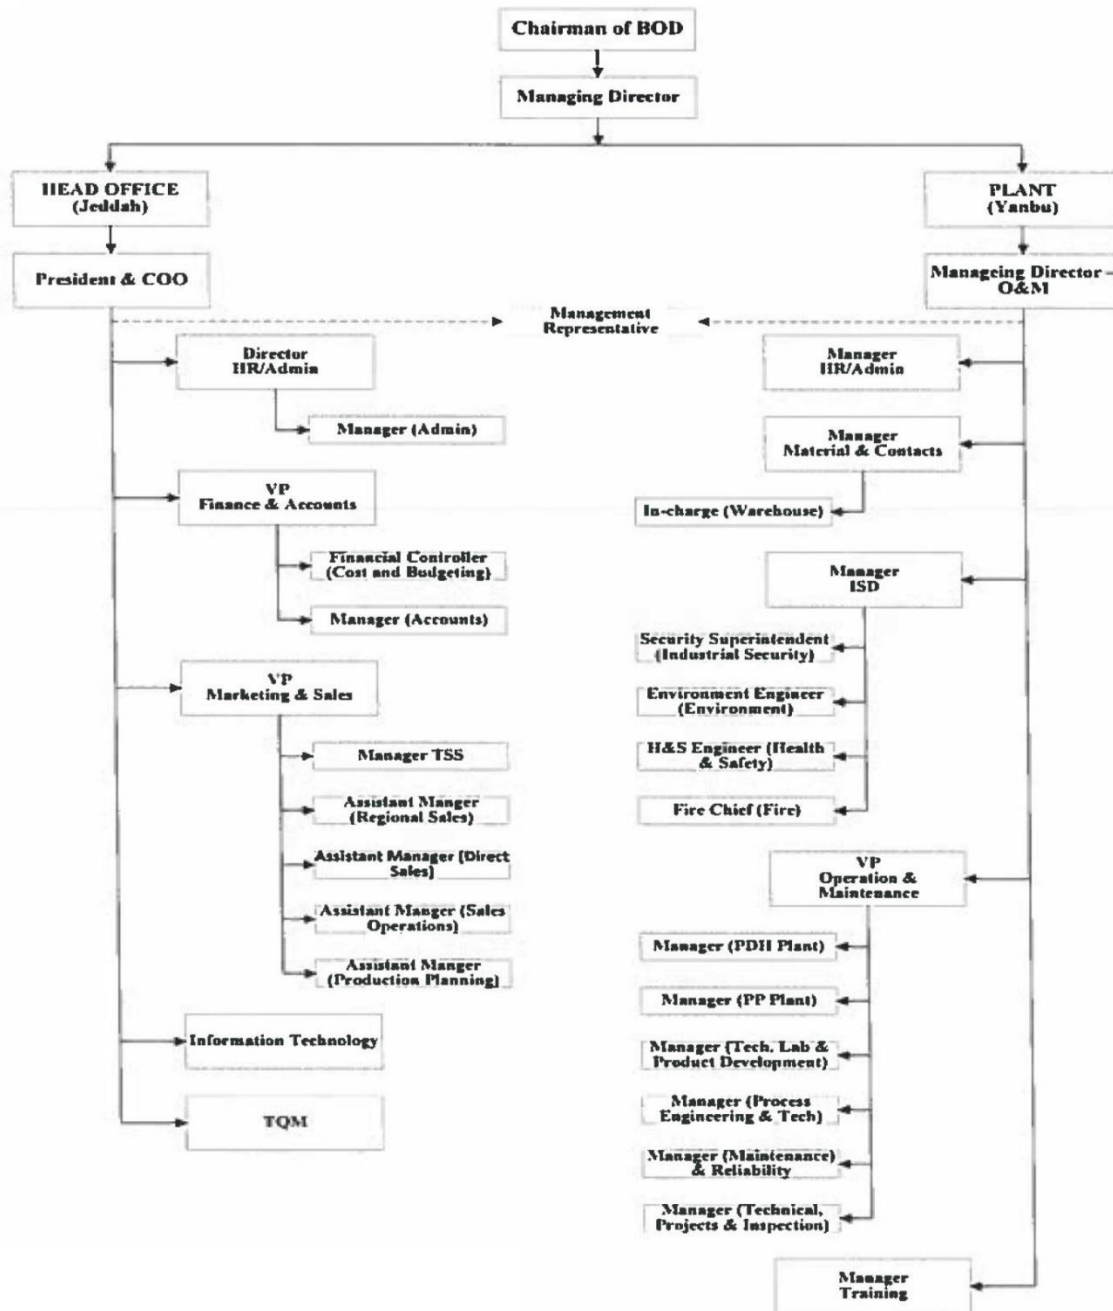 Chairman of BOD
Managing Director
HEAD OFFICE
(Jeddah)
PLANT
(Yanbu)
President & COO
Manageing Director –
O&M
Management
Representative
Director
HR/Admin
Manager (Admin)
VP
Finance & Accounts
Financial Controller
(Cost and Budgeting)
Manager (Accounts)
VP
Marketing & Sales
Manager TSS
Assistant Manger
(Regional Sales)
Assistant Manager (Direct
Sales)
Assistant Manger (Sales
Operations)
Assistant Manger
(Production Planning)
Information Technology
TQM
Manager
HR/Admin
Manager
Material & Contacts
In-charge (Warehouse)
Manager
ISD
Security Superintendent
(Industrial Security)
Environment Engineer
(Environment)
H&S Engineer (Health
& Safety)
Fire Chief (Fire)
VP
Operation &
Maintenance
Manager (PDH Plant)
Manager (PP Plant)
Manager (Tech, Lab &
Product Development)
Manager (Process
Engineering & Tech)
Manager (Maintenance)
& Reliability
Manager (Technical,
Projects & Inspection)
Manager
Training